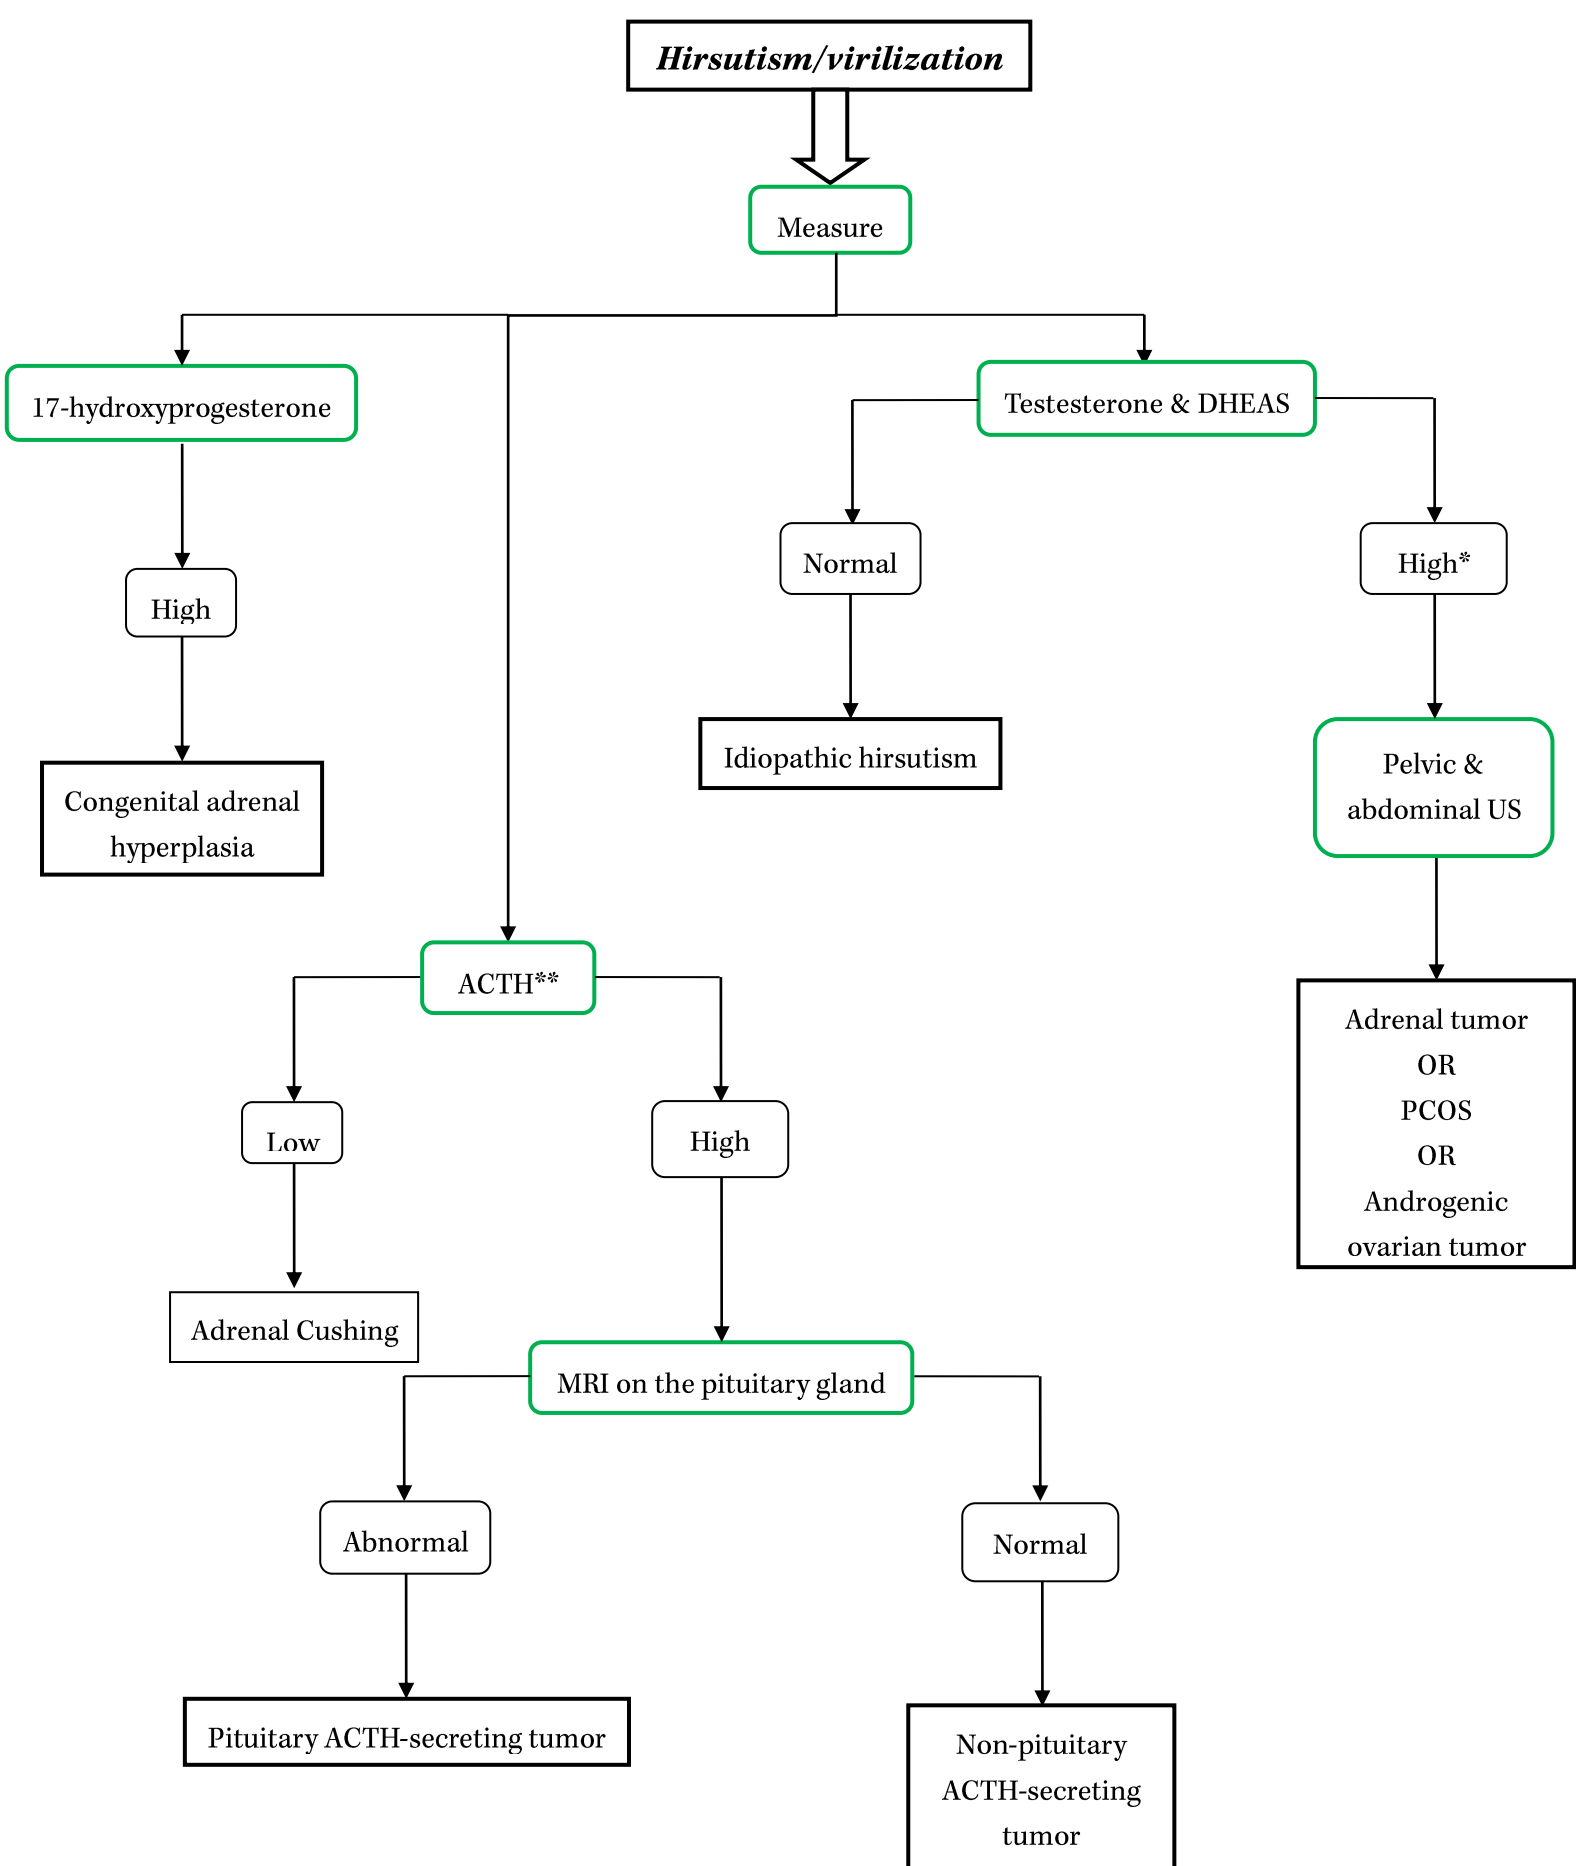 Hirsutism/virilization
Measure
17-hydroxyprogesterone
Testesterone & DHEAS
Normal
High*
High
Idiopathic hirsutism
Pelvic &
abdominal US
Congenital adrenal
hyperplasia
ACTH**
Adrenal tumor
OR
PCOS
OR
Androgenic
ovarian tumor
Low
High
Adrenal Cushing
MRI on the pituitary gland
Abnormal
Normal
Pituitary ACTH-secreting tumor
Non-pituitary
ACTH-secreting
tumor